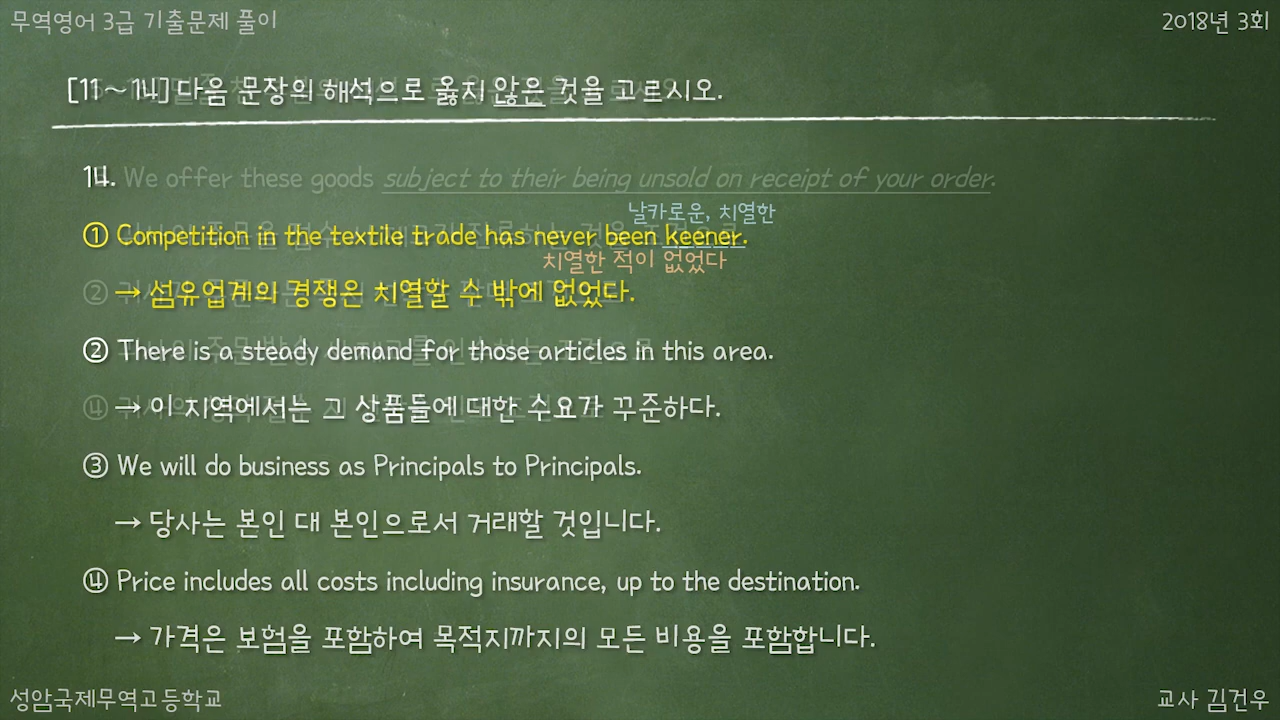 무역영어 3급 기출문제 풀이
2018년 3회
[11~14] 다음 문장의 해석으로 옳지 않은 것을 고르시오.
14. We offer these goods subject to their being unsold on receipt of your order.
날카로운, 치열한
① Competition in the textile trade has never been keener.
치열한 적이 없었다
② → 섬유업계의 경쟁은 치열할 수 밖에 없었다.
② There is a steady demand for those articles in this area.
④ → 이 지역에서는 그 상품들에 대한 수요가 꾸준하다.
③ We will do business as Principals to Principals.
→ 당사는 본인 대 본인으로서 거래할 것입니다.
④ Price includes all costs including insurance, up to the destination.
→ 가격은 보험을 포함하여 목적지까지의 모든 비용을 포함합니다.
성암국제무역고등학교
교사 김건우